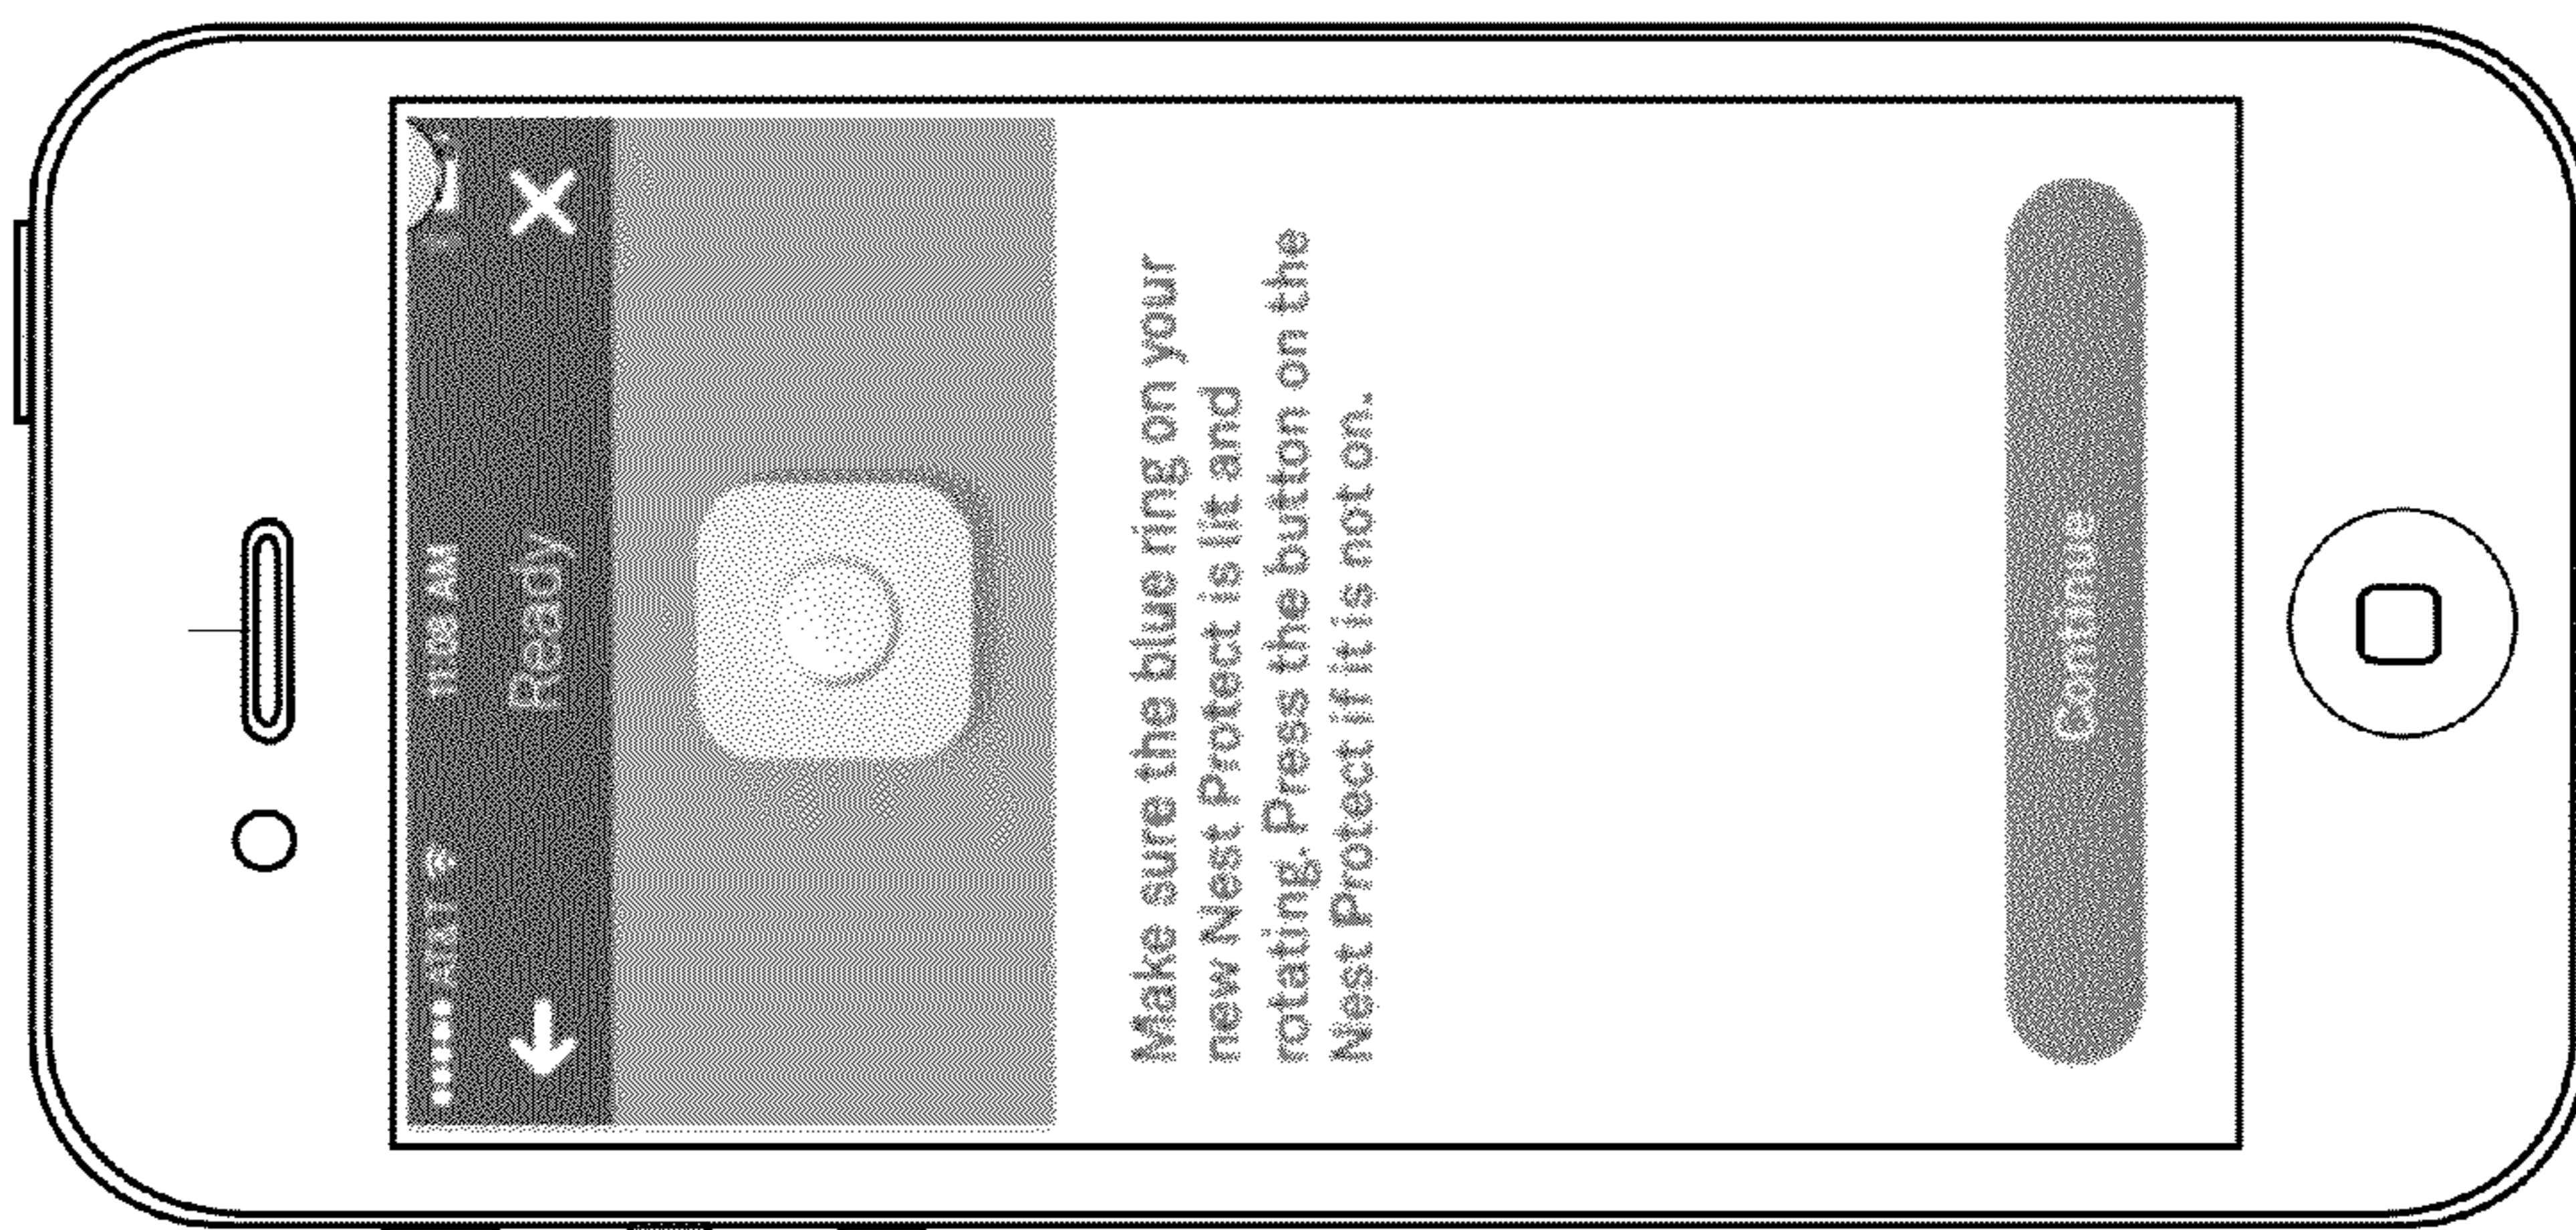 AT&T 11:08 AM
Ready
Make sure the blue ring on your
new Nest Protect is lit and
rotating. Press the button on the
Nest Protect if it is not on.
Continue